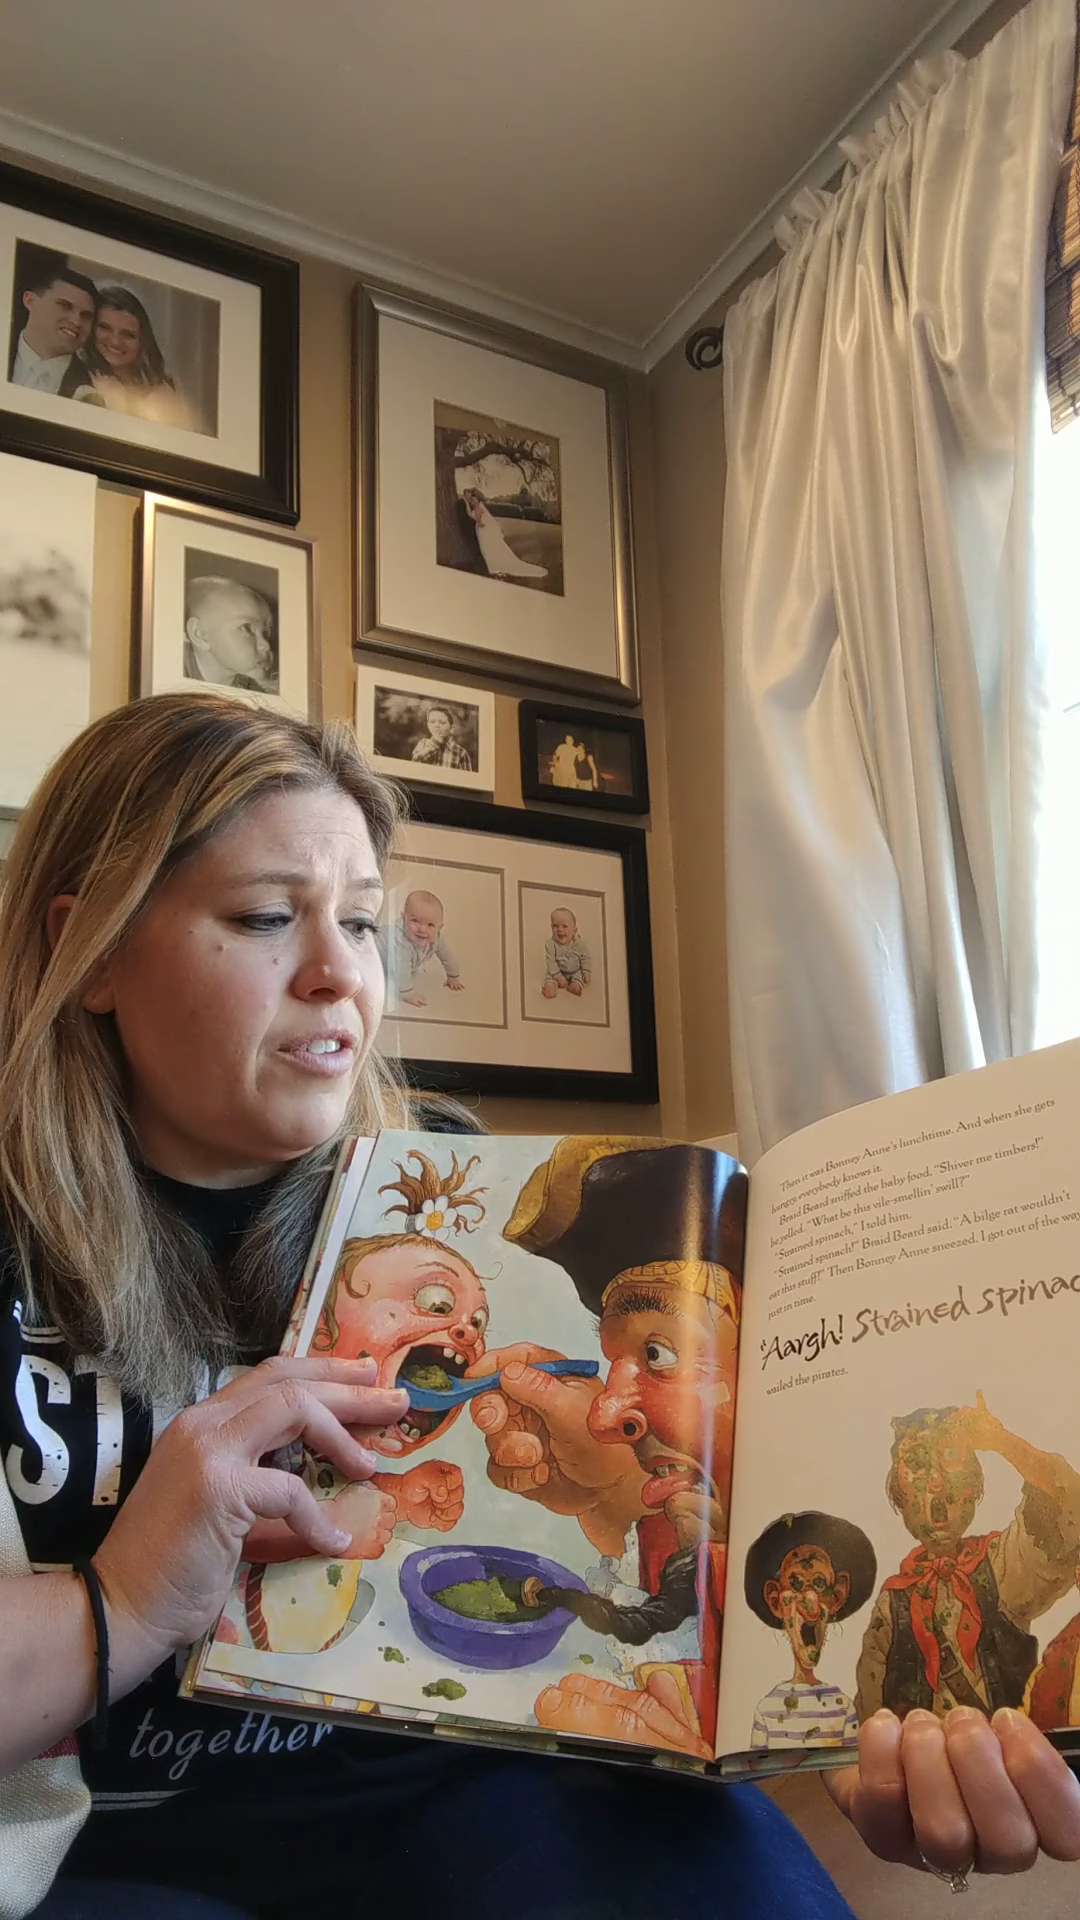 Then it was Bonney Anne's lunchtime. And when she gets
hungry, everybody knows it.
Braid Beard sniffed the baby food. "Shiver me timbers!"
he yelled. "What be this vile-smellin' swill?"
"Strained spinach," I told him.
"Strained spinach!" Braid Beard said. "A bilge rat wouldn't
eat this stuff!" Then Bonney Anne sneezed. I got out of the way
just in time.
"Aargh! Strained spinac
wailed the pirates.
ST
together